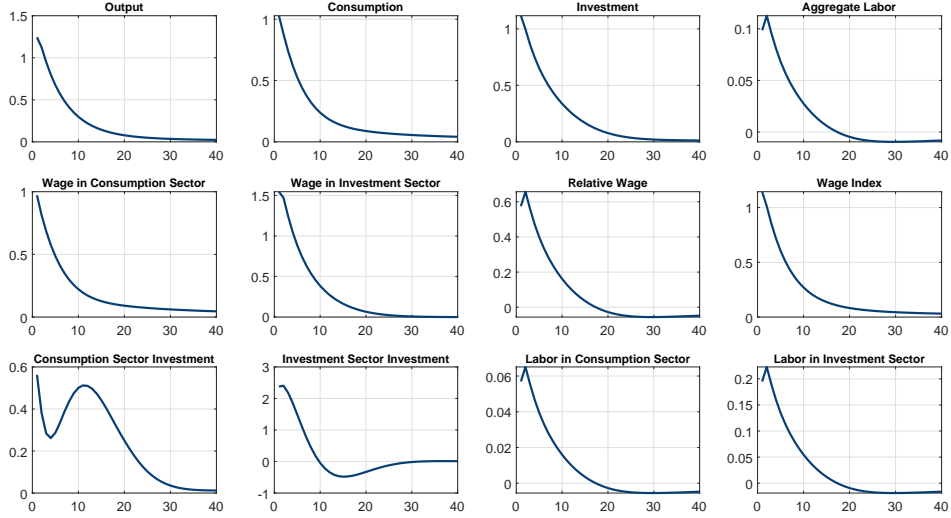 Output
1.5
1
0.5
0
0 10 20 30 40
Consumption
1
0.5
0
0 10 20 30 40
Investment
1
0.5
0
0 10 20 30 40
Aggregate Labor
0.1
0.05
0
0 10 20 30 40
Wage in Consumption Sector
1
0.5
0
0 10 20 30 40
Wage in Investment Sector
1.5
1
0.5
0
0 10 20 30 40
Relative Wage
0.6
0.4
0.2
0
0 10 20 30 40
Wage Index
1
0.5
0
0 10 20 30 40
Consumption Sector Investment
0.6
0.4
0.2
0
0 10 20 30 40
Investment Sector Investment
3
2
1
0
-1
0 10 20 30 40
Labor in Consumption Sector
0.06
0.04
0.02
0
0 10 20 30 40
Labor in Investment Sector
0.2
0.15
0.1
0.05
0
0 10 20 30 40